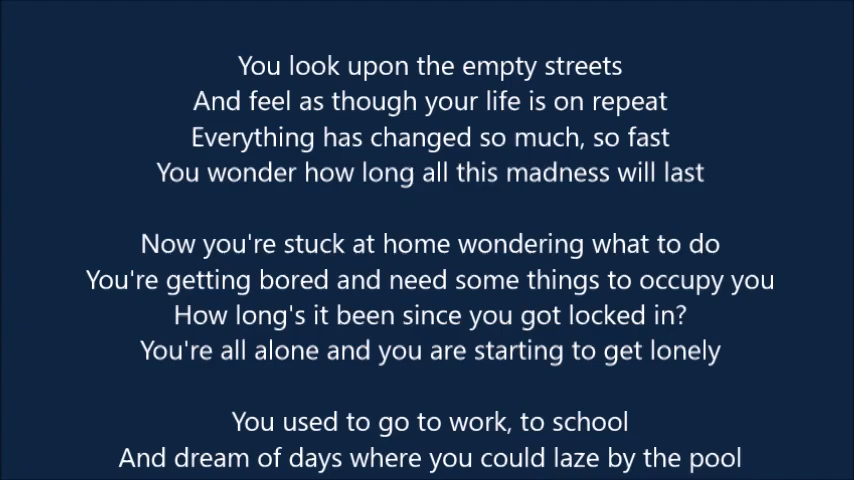 You look upon the empty streets
And feel as though your life is on repeat
Everything has changed so much, so fast
You wonder how long all this madness will last
Now you're stuck at home wondering what to do
You're getting bored and need some things to occupy you
How long's it been since you got locked in?
You're all alone and you are starting to get lonely
You used to go to work, to school
And dream of days where you could laze by the pool